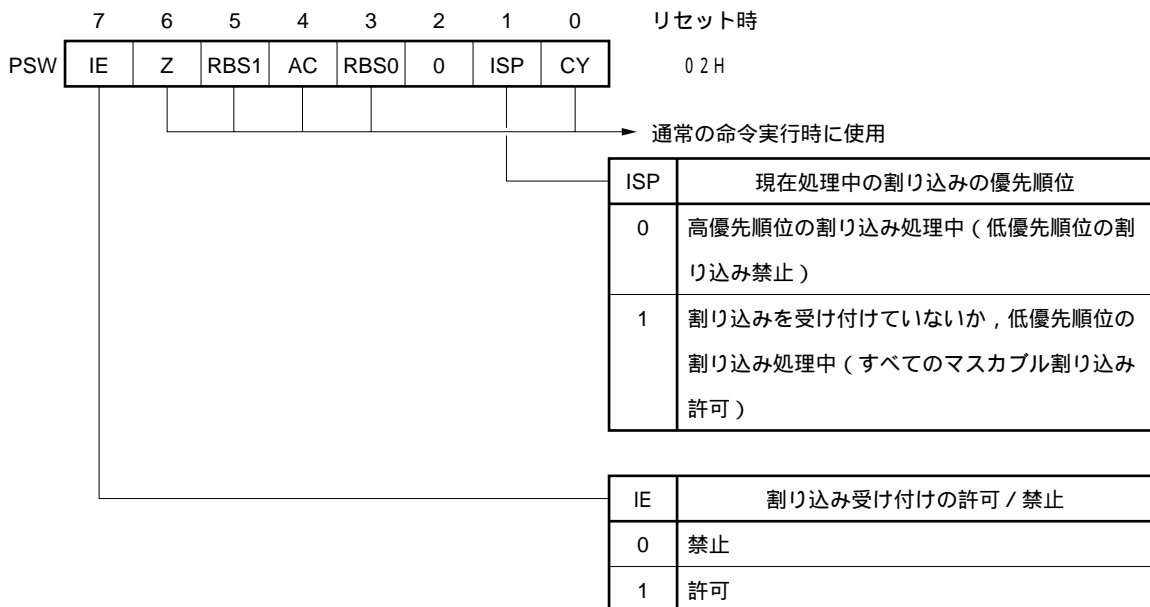 7 6 5 4 3 2 1 0 リセット時
PSW IE Z RBS1 AC RBS0 0 ISP CY 02H
通常の命令実行時に使用
ISP 現在処理中の割り込みの優先順位
0 高優先順位の割り込み処理中（低優先順位の割
り込み禁止）
1 割り込みを受け付けていないか，低優先順位の
割り込み処理中（すべてのマスカブル割り込み
許可）
IE 割り込み受け付けの許可／禁止
0 禁止
1 許可